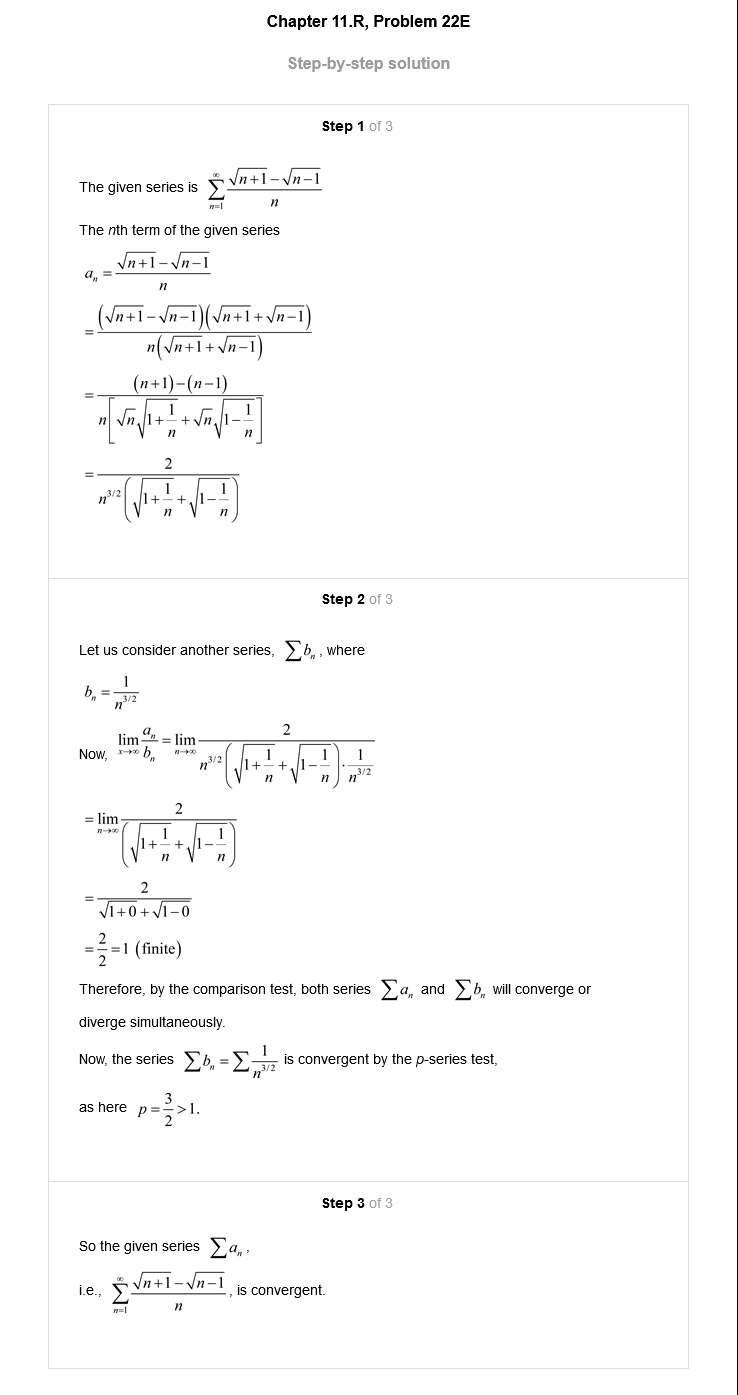 Chapter 11.R, Problem 22E
Step-by-step solution
Step 1 of 3
The given series is $\sum_{n=1}^{\infty} \frac{\sqrt{n+1}-\sqrt{n-1}}{n}$
The nth term of the given series
$a_n = \frac{\sqrt{n+1}-\sqrt{n-1}}{n}$
$= \frac{(\sqrt{n+1}-\sqrt{n-1})(\sqrt{n+1}+\sqrt{n-1})}{n(\sqrt{n+1}+\sqrt{n-1})}$
$= \frac{(n+1)-(n-1)}{n\left[\sqrt{n}\sqrt{1+\frac{1}{n}}+\sqrt{n}\sqrt{1-\frac{1}{n}}\right]}$
$= \frac{2}{n^{3/2}\left(\sqrt{1+\frac{1}{n}}+\sqrt{1-\frac{1}{n}}\right)}$
Step 2 of 3
Let us consider another series, $\sum b_n$, where
$b_n = \frac{1}{n^{3/2}}$
Now, $\lim_{x\to\infty} \frac{a_n}{b_n} = \lim_{n\to\infty} \frac{2}{n^{3/2}\left(\sqrt{1+\frac{1}{n}}+\sqrt{1-\frac{1}{n}}\right)\cdot\frac{1}{n^{3/2}}}$
$= \lim_{n\to\infty} \frac{2}{\left(\sqrt{1+\frac{1}{n}}+\sqrt{1-\frac{1}{n}}\right)}$
$= \frac{2}{\sqrt{1+0}+\sqrt{1-0}}$
$= \frac{2}{2} = 1$ (finite)
Therefore, by the comparison test, both series $\sum a_n$ and $\sum b_n$ will converge or
diverge simultaneously.
Now, the series $\sum b_n = \sum \frac{1}{n^{3/2}}$ is convergent by the p-series test,
as here $p = \frac{3}{2} > 1$.
Step 3 of 3
So the given series $\sum a_n$,
i.e., $\sum_{n=1}^{\infty} \frac{\sqrt{n+1}-\sqrt{n-1}}{n}$, is convergent.